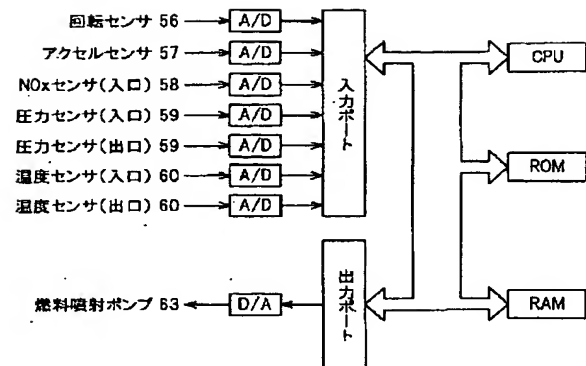 回転センサ 56 A/D
アクセルセンサ 57 A/D
NOxセンサ(入口) 58 A/D
圧力センサ(入口) 59 A/D
圧力センサ(出口) 59 A/D
温度センサ(入口) 60 A/D
温度センサ(出口) 60 A/D
入力ポート
CPU
ROM
RAM
燃料噴射ポンプ 63 D/A
出力ポート